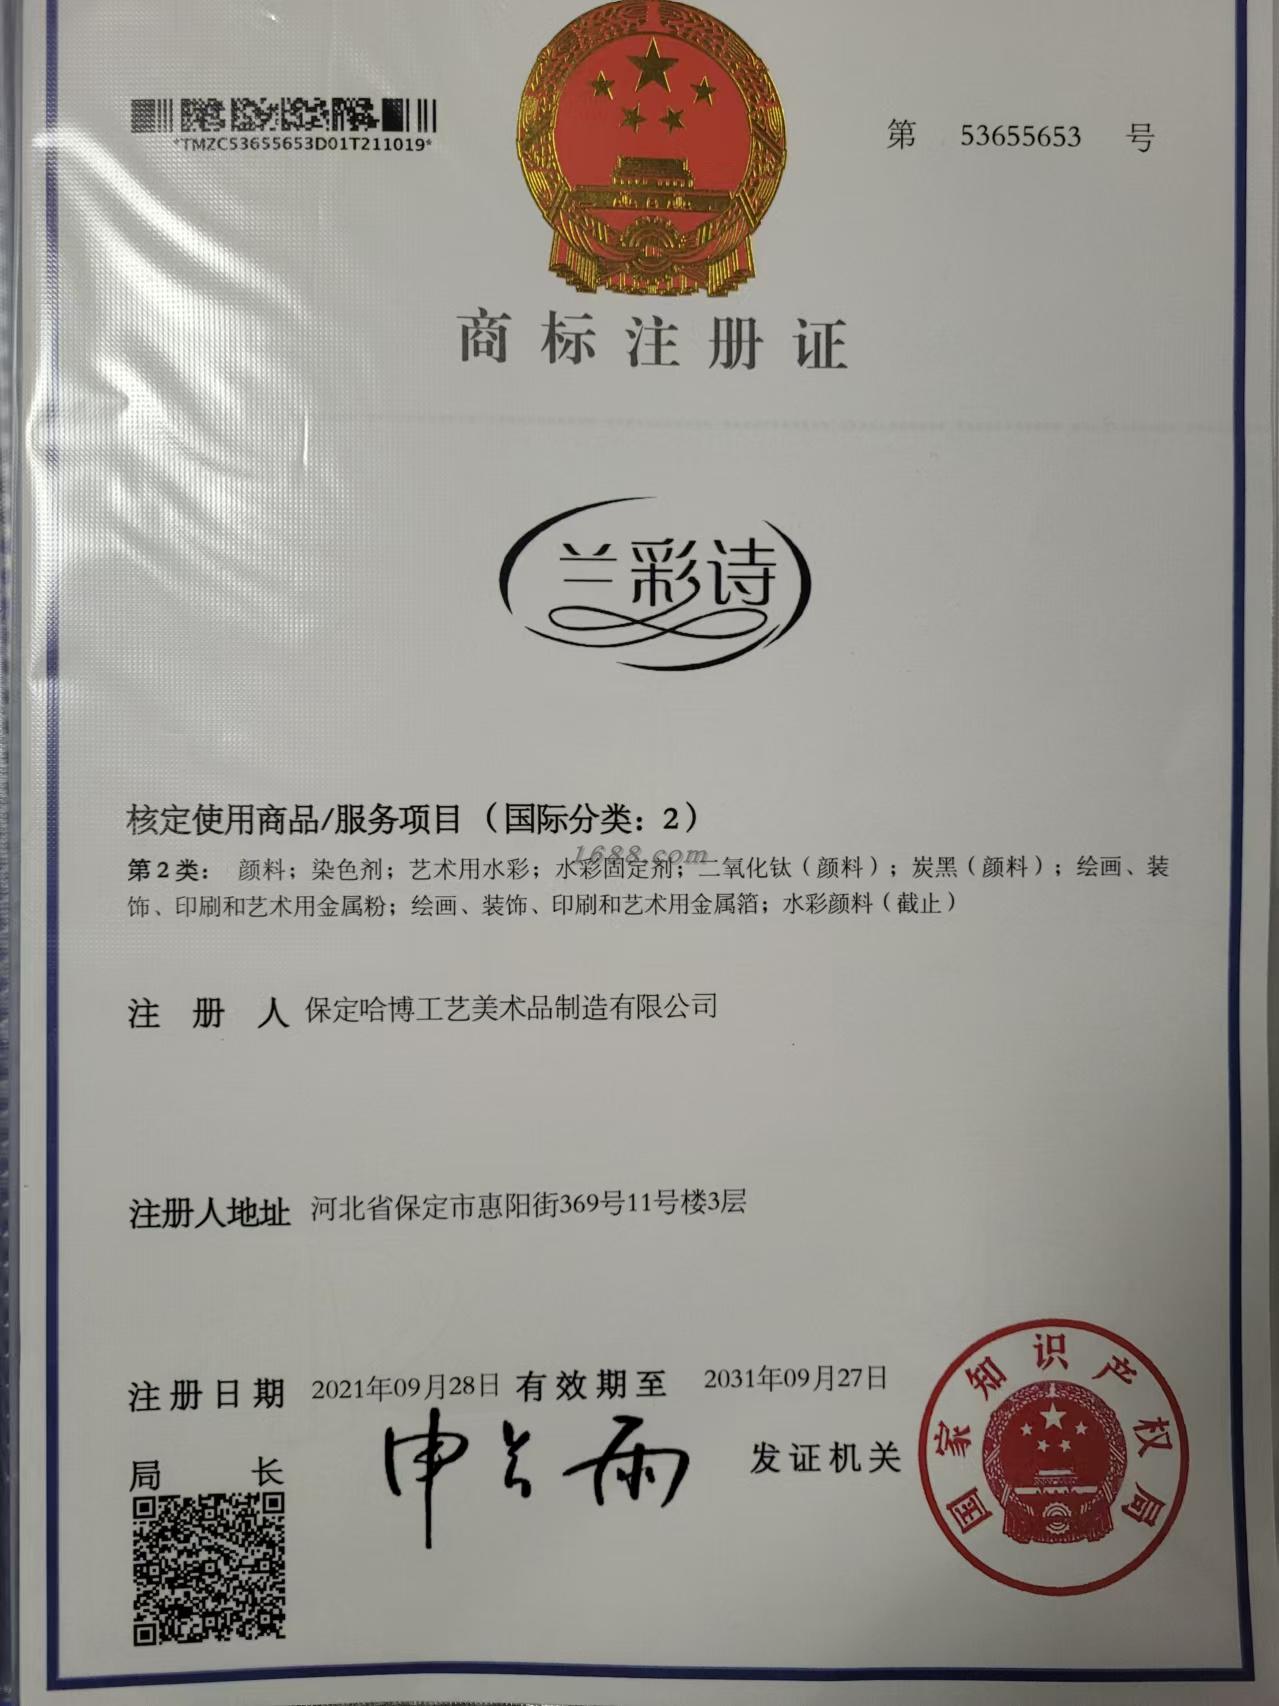 *TMZC53655653D01T211019*
第 53655653 号
商标注册证
兰彩诗
核定使用商品/服务项目（国际分类：2）
1688.com
第2类： 颜料；染色剂；艺术用水彩；水彩固定剂；二氧化钛（颜料）；炭黑（颜料）；绘画、装
饰、印刷和艺术用金属粉；绘画、装饰、印刷和艺术用金属箔；水彩颜料（截止）
注册人 保定哈博工艺美术品制造有限公司
注册人地址 河北省保定市惠阳街369号11号楼3层
注册日期 2021年09月28日 有效期至 2031年09月27日
局长 申长雨 发证机关
国家知识产权局